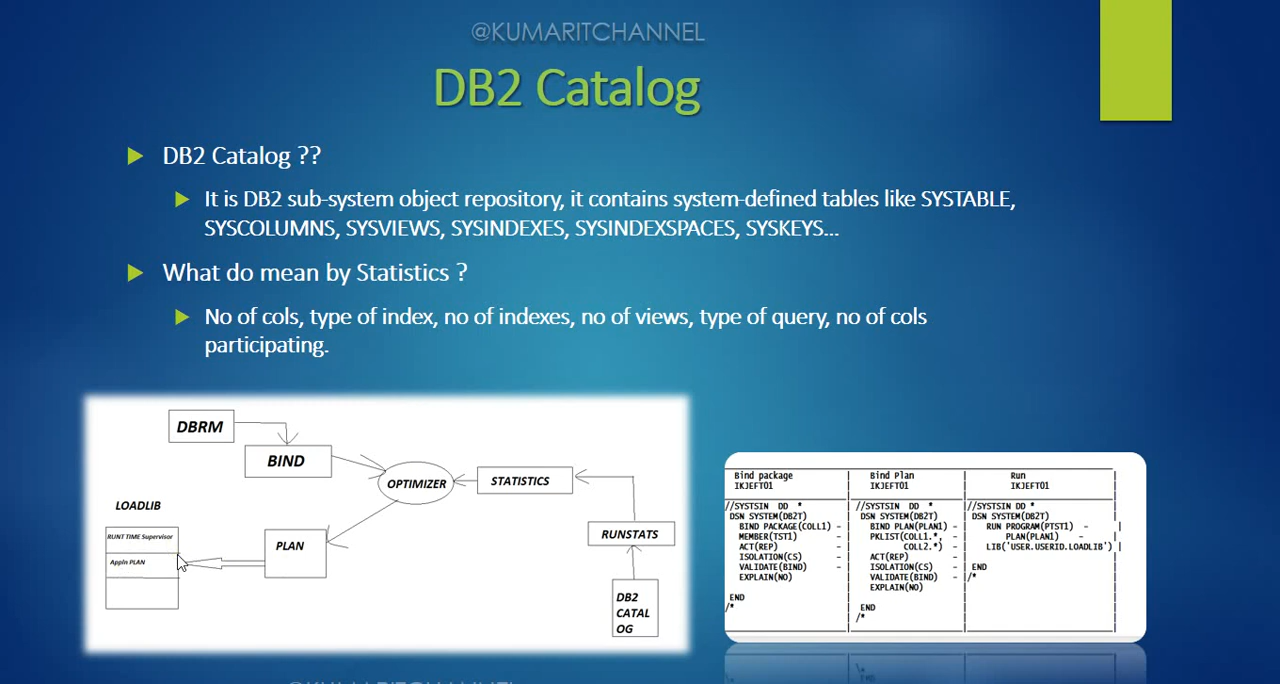 @KUMARITCHANNEL
DB2 Catalog
DB2 Catalog ??
It is DB2 sub-system object repository, it contains system-defined tables like SYSTABLE,
SYSCOLUMNS, SYSVIEWS, SYSINDEXES, SYSINDEXSPACES, SYSKEYS...
What do mean by Statistics ?
No of cols, type of index, no of indexes, no of views, type of query, no of cols
participating.
DBRM
BIND
OPTIMIZER
STATISTICS
LOADLIB
RUNT TIME Supervisor
Appln PLAN
PLAN
RUNSTATS
DB2
CATAL
OG
Bind package
IKJEFT01
//SYSTSIN DD *
DSN SYSTEM(DB2T)
BIND PACKAGE(COLL1) -
MEMBER(TST1) -
ACT(REP) -
ISOLATION(CS) -
VALIDATE(BIND) -
EXPLAIN(NO)
END
/*
Bind Plan
IKJEFT01
//SYSTSIN DD *
DSN SYSTEM(DB2T)
BIND PLAN(PLAN1) -
PKLIST(COLL1.*,
COLL2.*) -
ACT(REP) -
ISOLATION(CS) -
VALIDATE(BIND) -
EXPLAIN(NO)
END
/*
Run
IKJEFT01
//SYSTSIN DD *
DSN SYSTEM(DB2T)
RUN PROGRAM(PTST1) -
PLAN(PLAN1) -
LIB('USER.USERID.LOADLIB')
END
/*
@KUMARITCHANNEL